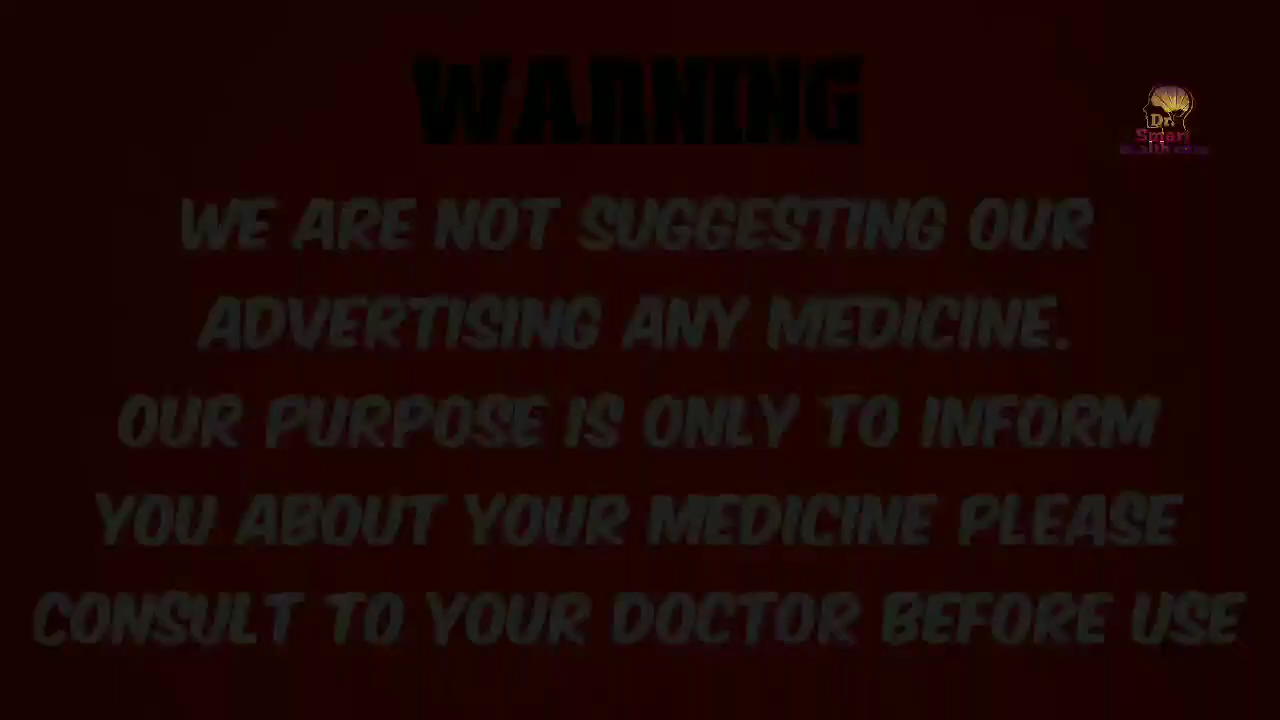 WARNING
WE ARE NOT SUGGESTING OUR
ADVERTISING ANY MEDICINE.
OUR PURPOSE IS ONLY TO INFORM
YOU ABOUT YOUR MEDICINE PLEASE
CONSULT TO YOUR DOCTOR BEFORE USE
Dr.
Smart